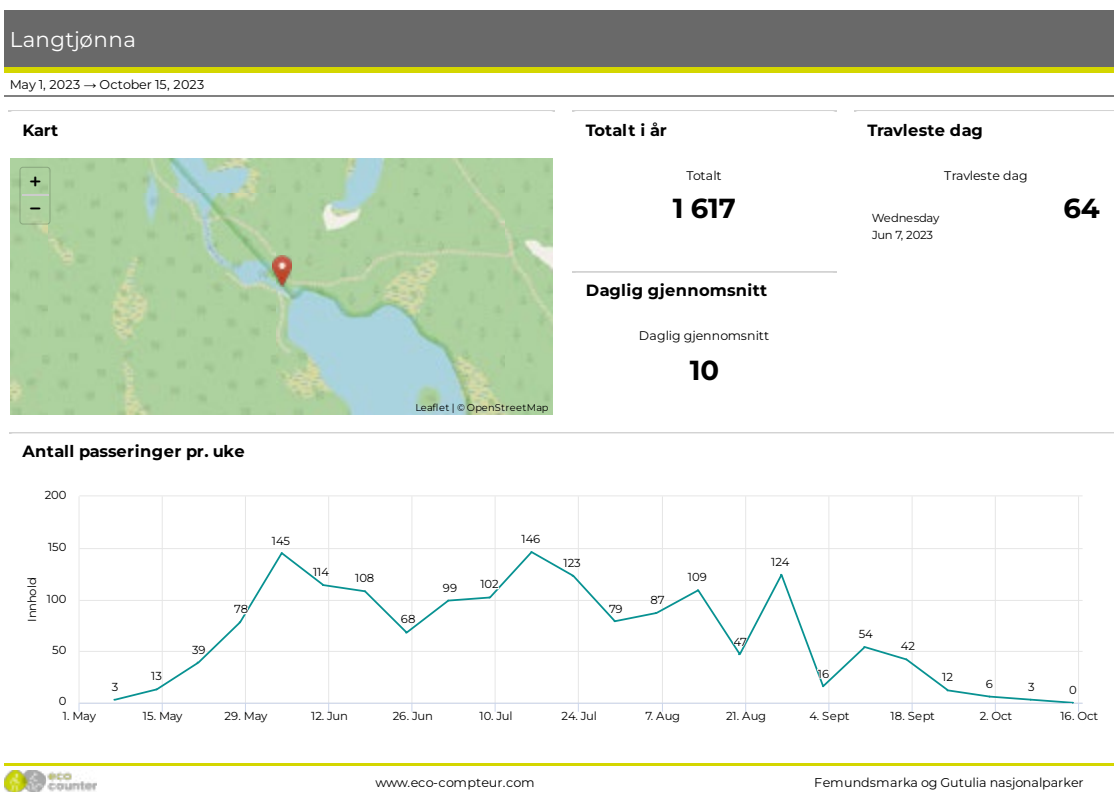 Langtjønna
May 1, 2023 → October 15, 2023
Kart
+
−
Leaflet | © OpenStreetMap
Totalt i år
Totalt
1 617
Daglig gjennomsnitt
Daglig gjennomsnitt
10
Travleste dag
Travleste dag
Wednesday
Jun 7, 2023
64
Antall passeringer pr. uke
Innhold
200
150
100
50
0
3
13
39
78
145
114
108
68
99
102
146
123
79
87
109
47
124
16
54
42
12
6
3
0
1. May
15. May
29. May
12. Jun
26. Jun
10. Jul
24. Jul
7. Aug
21. Aug
4. Sept
18. Sept
2. Oct
16. Oct
eco
counter
www.eco-compteur.com
Femundsmarka og Gutulia nasjonalparker